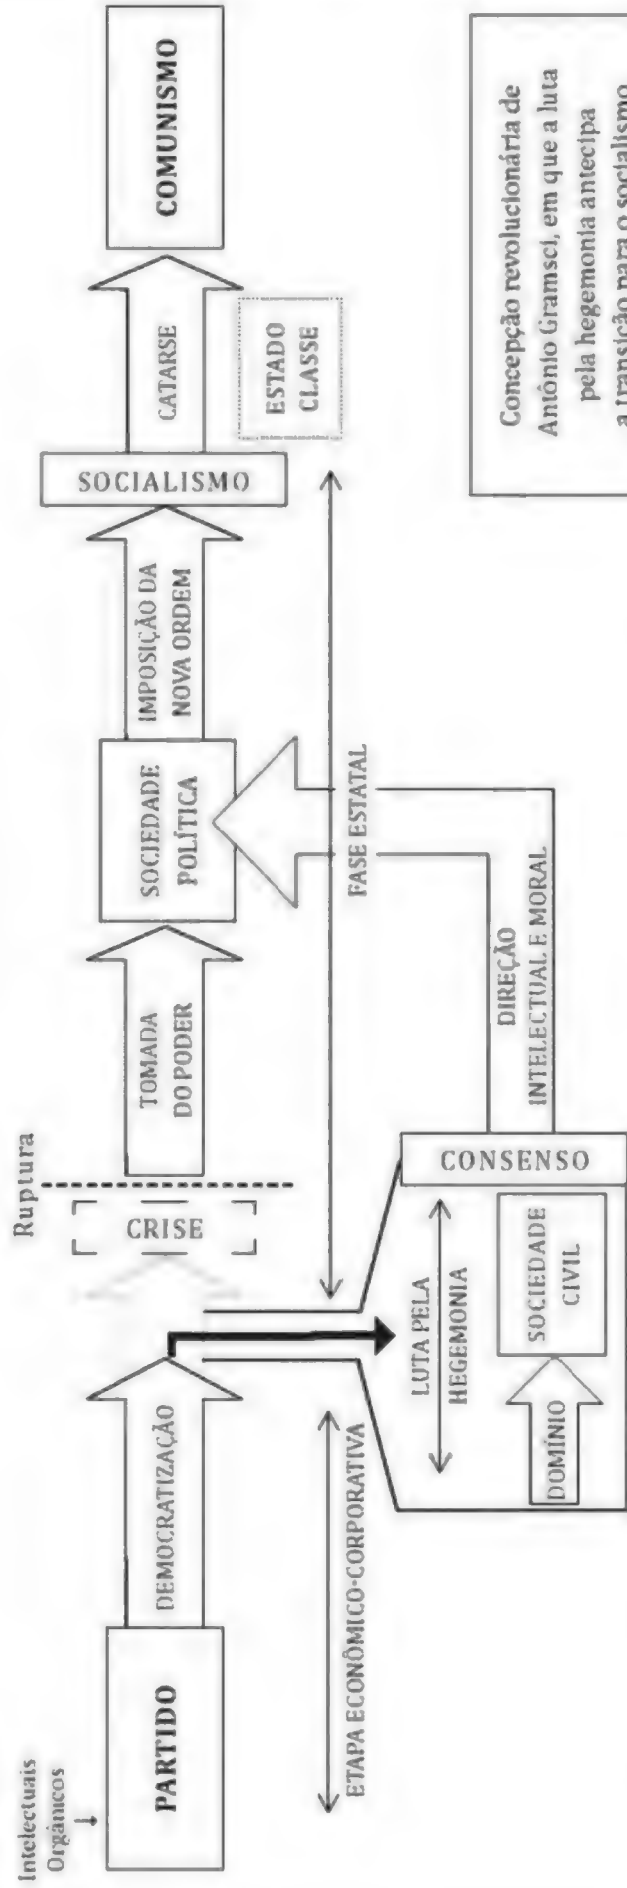 Intelectuais
Orgânicos
PARTIDO
DEMOCRATIZAÇÃO
Ruptura
CRISE
TOMADA
DO PODER
SOCIEDADE
POLÍTICA
IMPOSIÇÃO DA
NOVA ORDEM
SOCIALISMO
CATARSE
COMUNISMO
ESTADO
CLASSE
ETAPA ECONÔMICO-CORPORATIVA
FASE ESTATAL
LUTA PELA
HEGEMONIA
DOMÍNIO
SOCIEDADE
CIVIL
CONSENSO
DIREÇÃO
INTELECTUAL E MORAL
Concepção revolucionária de
Antônio Gramsci, em que a luta
pela hegemonia antecipa
a transição para o socialismo